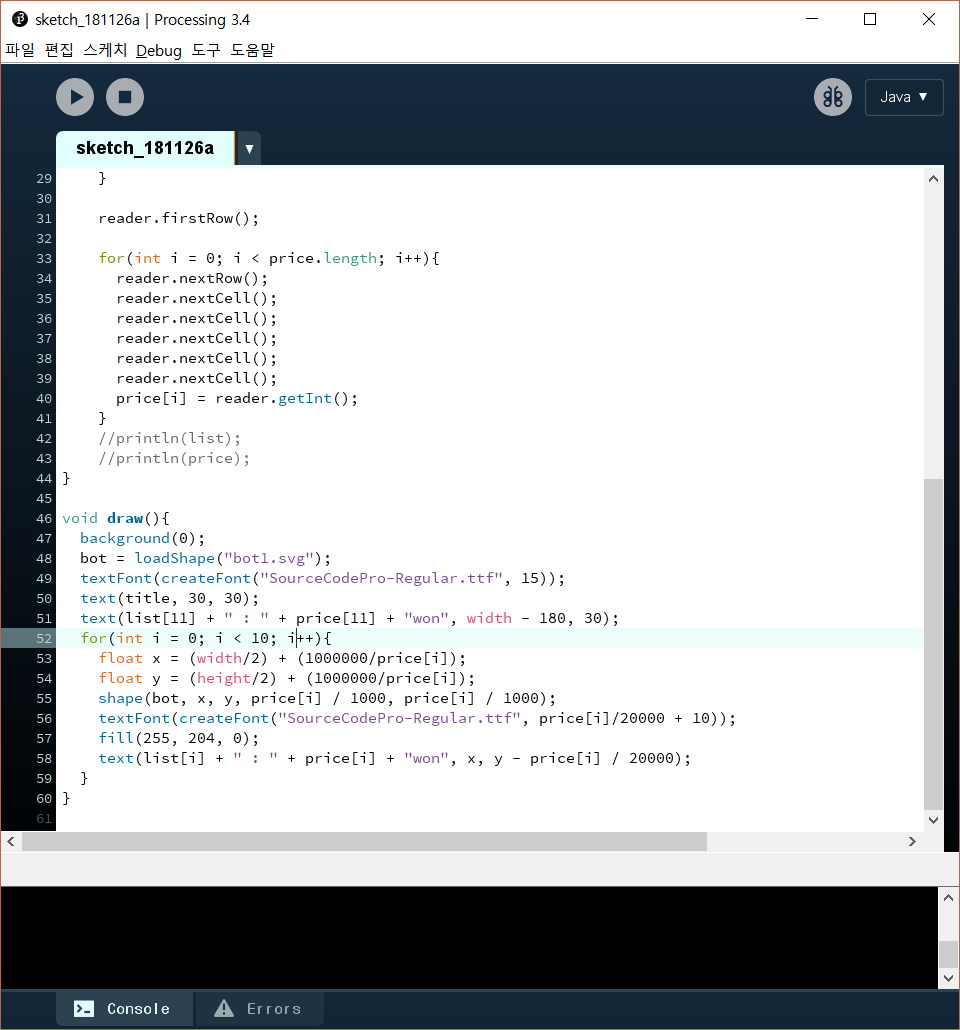 sketch_181126a | Processing 3.4
파일 편집 스케치 Debug 도구 도움말
Java ▼
sketch_181126a ▼
29     }
30
31     reader.firstRow();
32
33     for(int i = 0; i < price.length; i++){
34       reader.nextRow();
35       reader.nextCell();
36       reader.nextCell();
37       reader.nextCell();
38       reader.nextCell();
39       reader.nextCell();
40       price[i] = reader.getInt();
41     }
42     //println(list);
43     //println(price);
44 }
45
46 void draw(){
47   background(0);
48   bot = loadShape("bot1.svg");
49   textFont(createFont("SourceCodePro-Regular.ttf", 15));
50   text(title, 30, 30);
51   text(list[11] + " : " + price[11] + "won", width - 180, 30);
52   for(int i = 0; i < 10; i++){
53     float x = (width/2) + (1000000/price[i]);
54     float y = (height/2) + (1000000/price[i]);
55     shape(bot, x, y, price[i] / 1000, price[i] / 1000);
56     textFont(createFont("SourceCodePro-Regular.ttf", price[i]/20000 + 10));
57     fill(255, 204, 0);
58     text(list[i] + " : " + price[i] + "won", x, y - price[i] / 20000);
59   }
60 }
61
Console
Errors